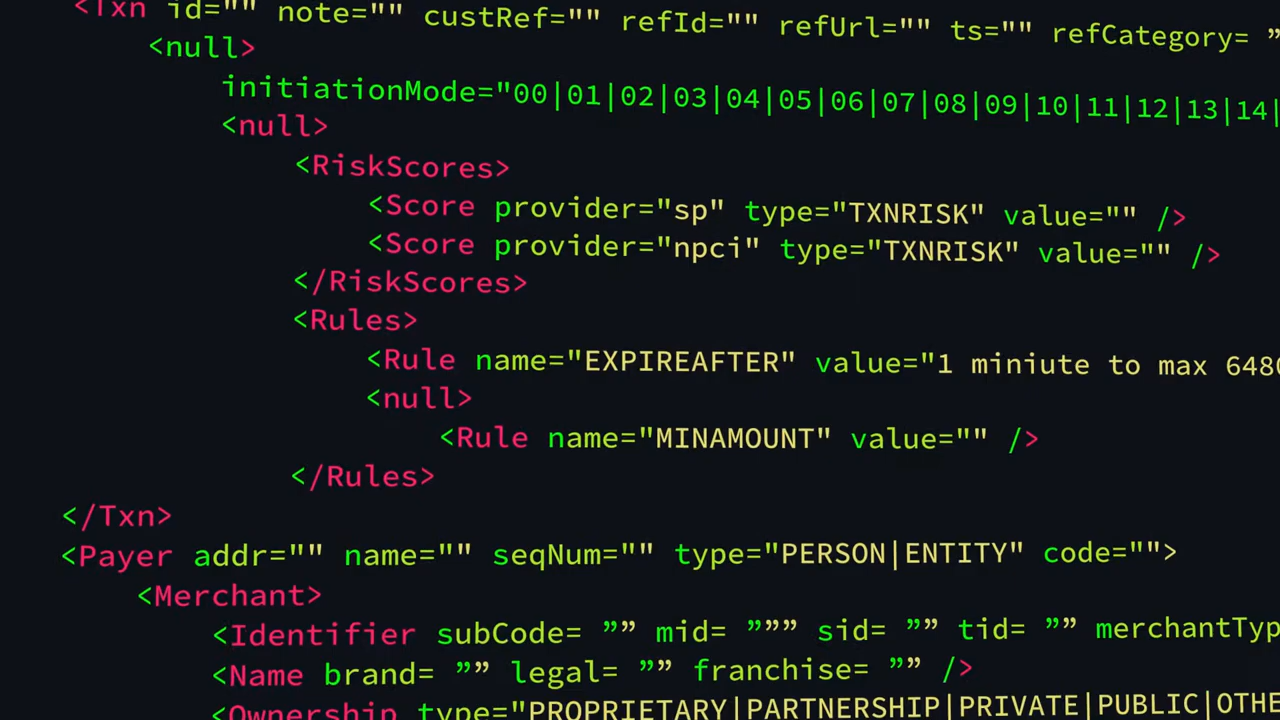 <Txn id="" note="" custRef="" refId="" refUrl="" ts="" refCategory= ”
<null>
initiationMode="00|01|02|03|04|05|06|07|08|09|10|11|12|13|14|
<null>
<RiskScores>
<Score provider="sp" type="TXNRISK" value="" />
<Score provider="npci" type="TXNRISK" value="" />
</RiskScores>
<Rules>
<Rule name="EXPIREAFTER" value="1 miniute to max 6480
<null>
<Rule name="MINAMOUNT" value="" />
</Rules>
</Txn>
<Payer addr="" name="" seqNum="" type="PERSON|ENTITY" code="">
<Merchant>
<Identifier subCode= ”” mid= ””” sid= ”” tid= ”” merchantTyp
<Name brand= ”” legal= ”” franchise= ”” />
<Ownership type="PROPRIETARY|PARTNERSHIP|PRIVATE|PUBLIC|OTHE